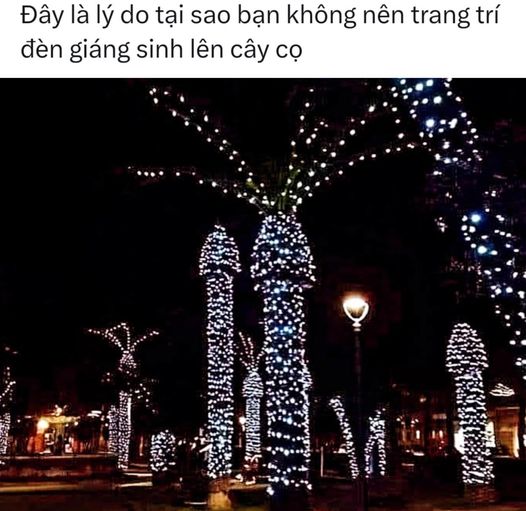 Đây là lý do tại sao bạn không nên trang trí
đèn giáng sinh lên cây cọ